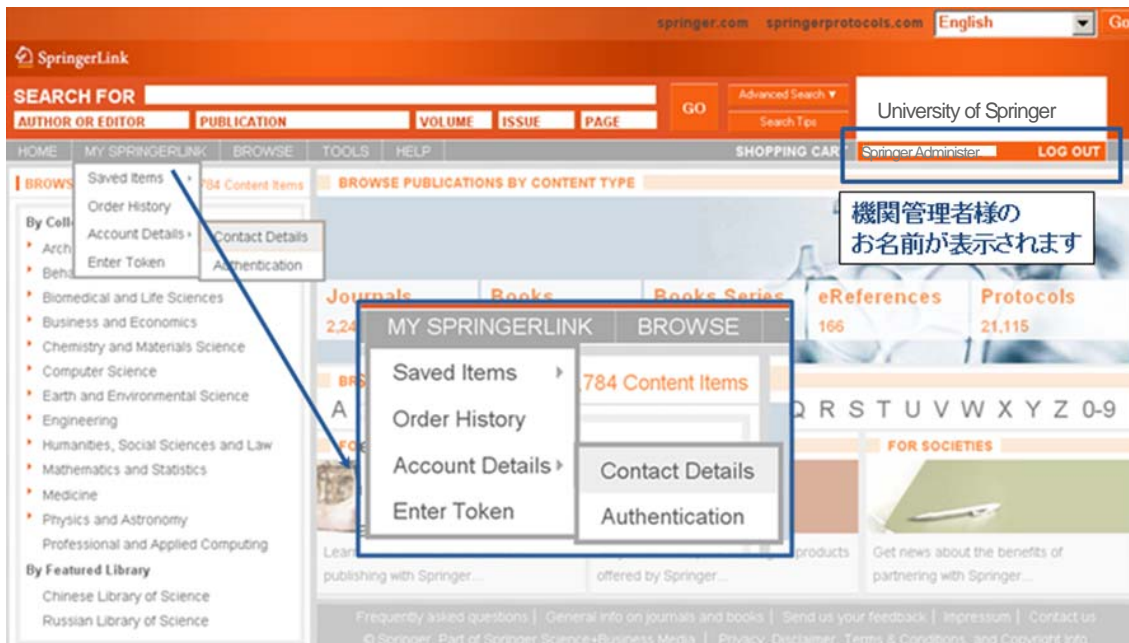 springer.com springerprotocols.com English Go
SpringerLink
SEARCH FOR GO Advanced Search ▼
AUTHOR OR EDITOR PUBLICATION VOLUME ISSUE PAGE Search Tips
University of Springer
HOME MY SPRINGERLINK BROWSE TOOLS HELP SHOPPING CART Springer Administer. LOG OUT
機関管理者様の
お名前が表示されます
BROWS 784 Content Items
Saved Items
Order History
Account Details
Enter Token
Contact Details
Authentication
By Coll
Arch
Beha
Biomedical and Life Sciences
Business and Economics
Chemistry and Materials Science
Computer Science
Earth and Environmental Science
Engineering
Humanities, Social Sciences and Law
Mathematics and Statistics
Medicine
Physics and Astronomy
Professional and Applied Computing
By Featured Library
Chinese Library of Science
Russian Library of Science
BROWSE PUBLICATIONS BY CONTENT TYPE
Journals Books Books Series eReferences Protocols
2,24 166 21,115
MY SPRINGERLINK BROWSE
,784 Content Items
Saved Items
Order History
Account Details
Enter Token
Contact Details
Authentication
A Q R S T U V W X Y Z 0-9
FOR SOCIETIES
Lear
publishing with Springer...
products
offered by Springer...
Get news about the benefits of
partnering with Springer...
Frequently asked questions | General info on journals and books | Send us your feedback | Impressum | Contact us
© Springer, Part of Springer Science+Business Media | Privacy, Disclaimer, Terms & Conditions, and Copyright Info